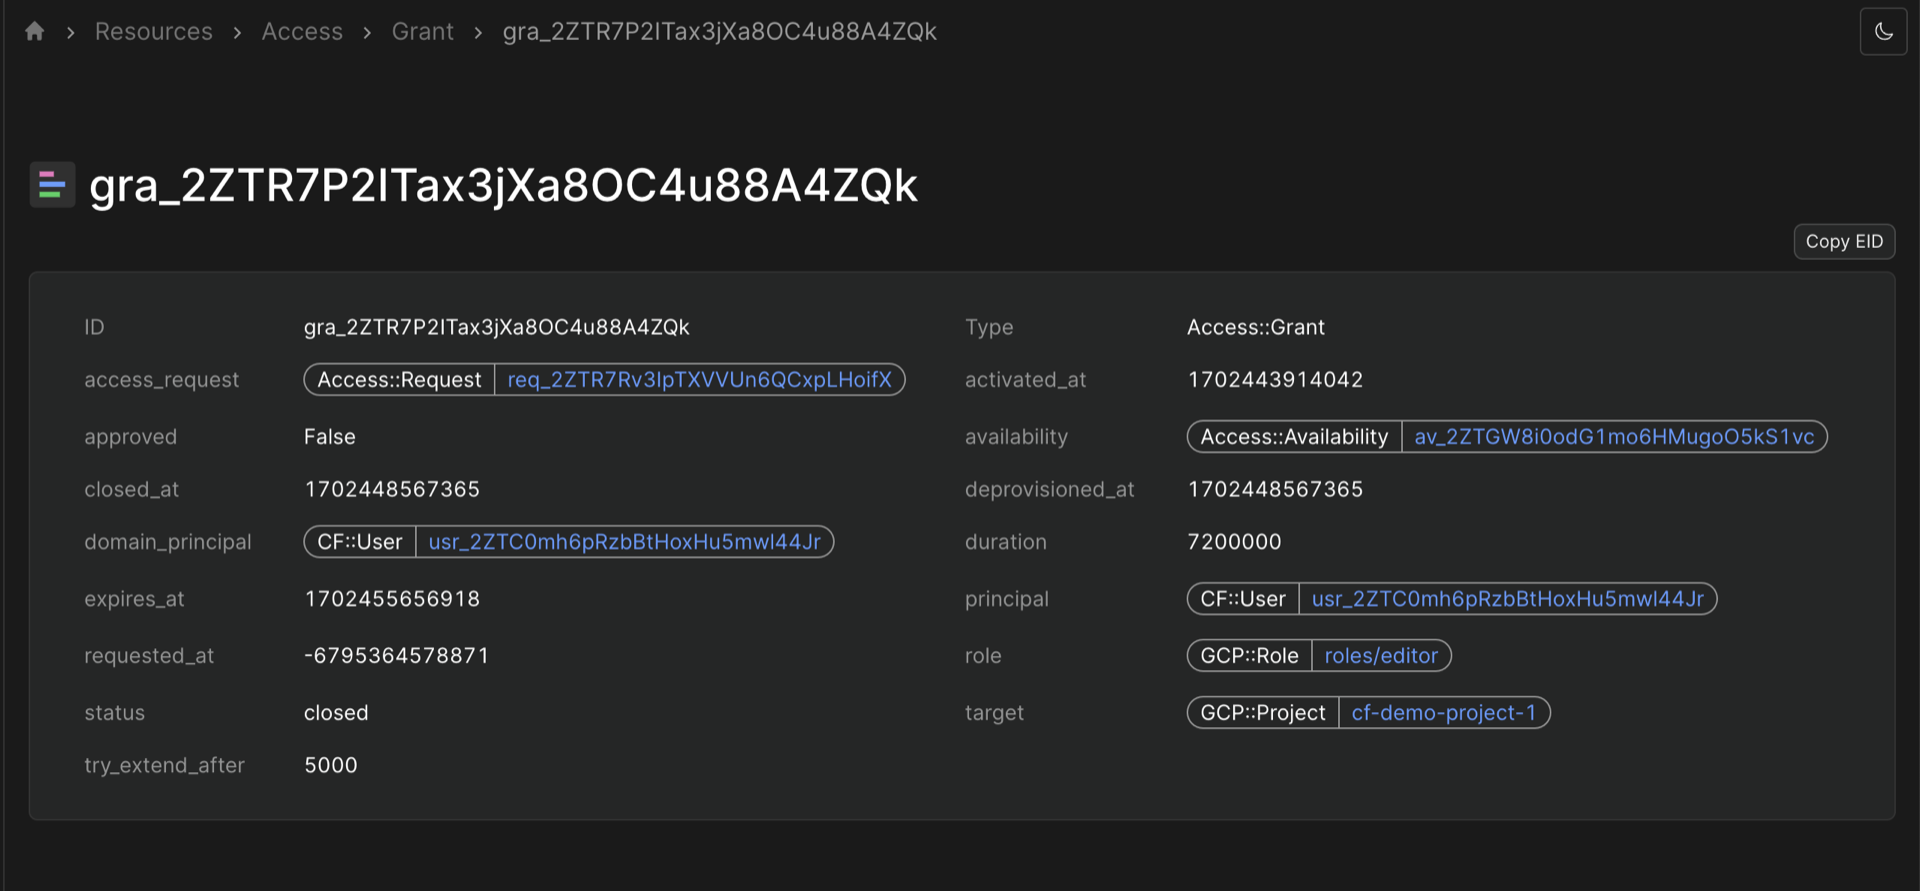 Resources > Access > Grant > gra_2ZTR7P2ITax3jXa8OC4u88A4ZQk
gra_2ZTR7P2ITax3jXa8OC4u88A4ZQk
Copy EID
ID gra_2ZTR7P2ITax3jXa8OC4u88A4ZQk Type Access::Grant
access_request Access::Request req_2ZTR7Rv3IpTXVVUn6QCxpLHoifX activated_at 1702443914042
approved False availability Access::Availability av_2ZTGW8i0odG1mo6HMugoO5kS1vc
closed_at 1702448567365 deprovisioned_at 1702448567365
domain_principal CF::User usr_2ZTC0mh6pRzbBtHoxHu5mwl44Jr duration 7200000
expires_at 1702455656918 principal CF::User usr_2ZTC0mh6pRzbBtHoxHu5mwl44Jr
requested_at -6795364578871 role GCP::Role roles/editor
status closed target GCP::Project cf-demo-project-1
try_extend_after 5000